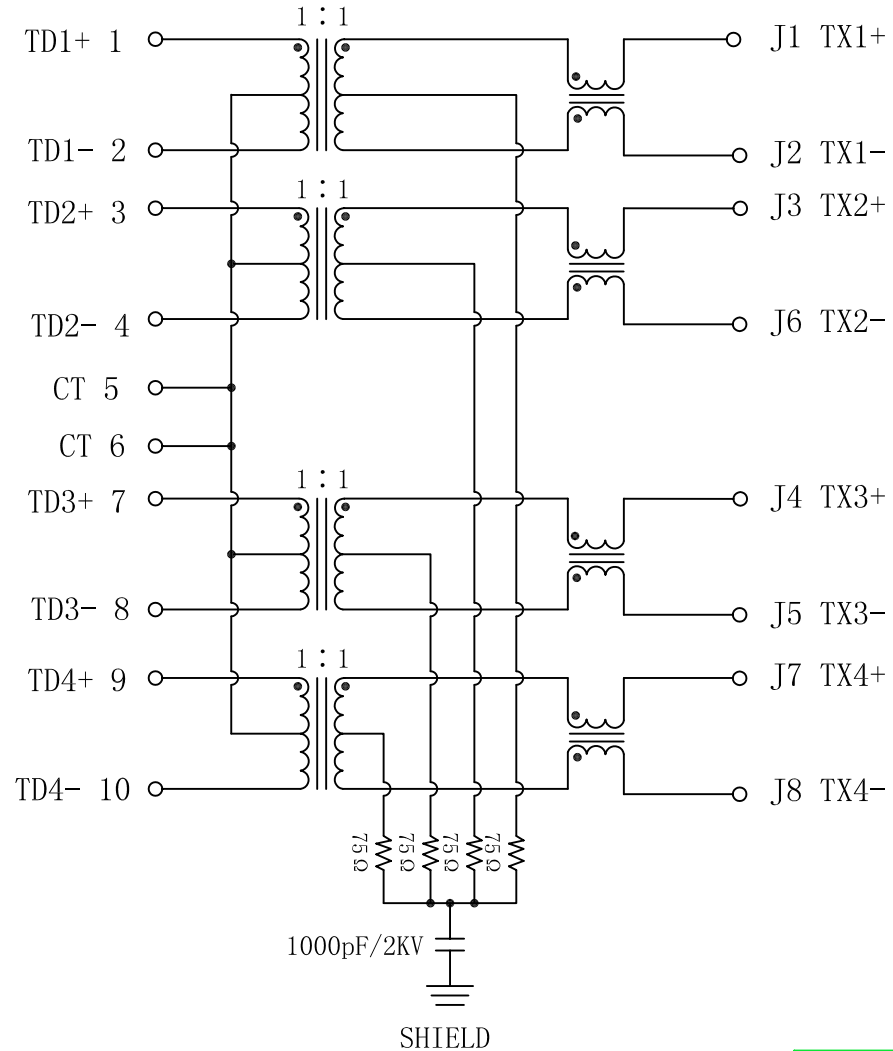 1 : 1
TD1+ 1
J1 TX1+
TD1- 2
J2 TX1-
1 : 1
TD2+ 3
J3 TX2+
TD2- 4
J6 TX2-
CT 5
CT 6
1 : 1
TD3+ 7
J4 TX3+
TD3- 8
J5 TX3-
1 : 1
TD4+ 9
J7 TX4+
TD4- 10
J8 TX4-
75Ω
75Ω
75Ω
75Ω
1000pF/2KV
SHIELD